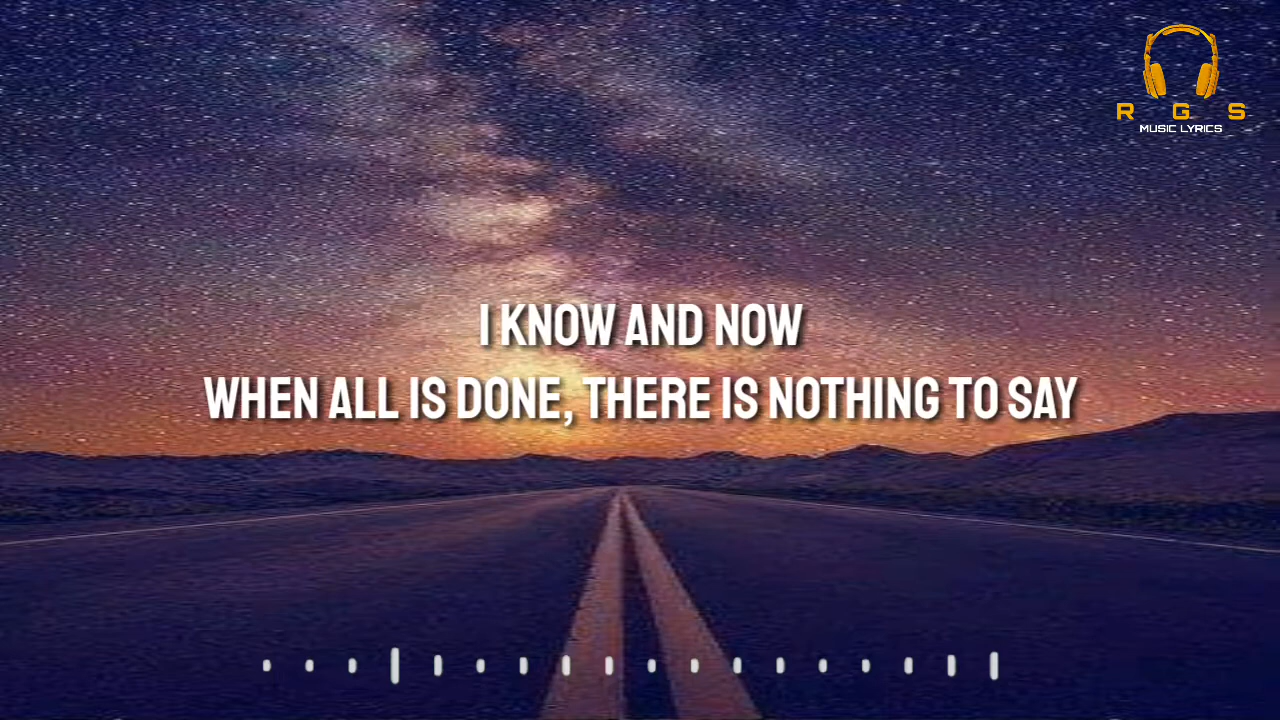 R G S
MUSIC LYRICS
I KNOW AND NOW
WHEN ALL IS DONE, THERE IS NOTHING TO SAY